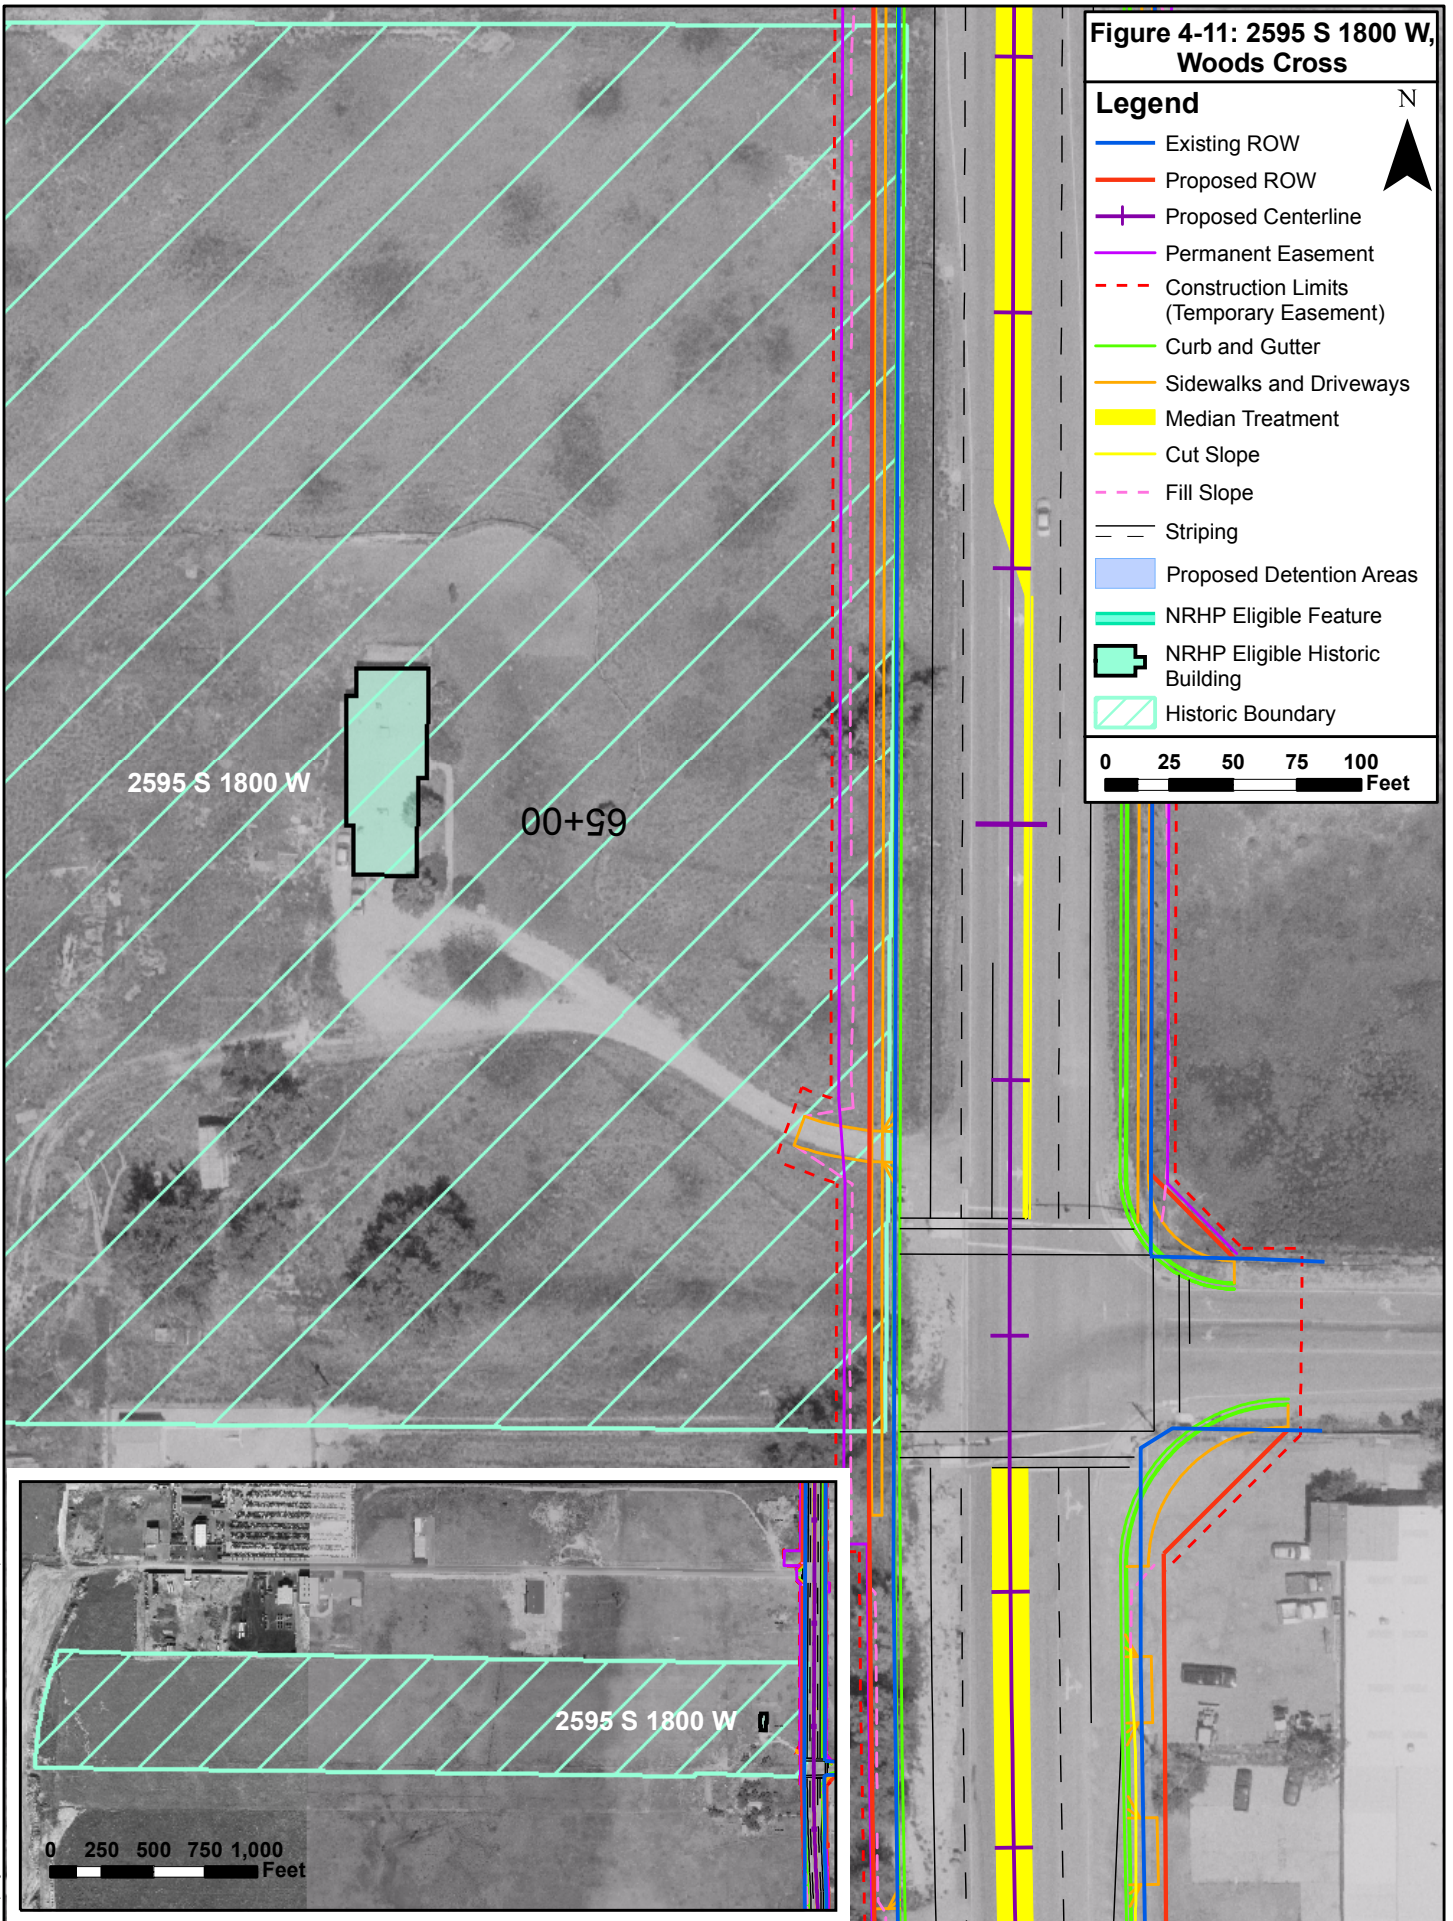 Figure 4-11: 2595 S 1800 W,
Woods Cross
Legend
N
Existing ROW
Proposed ROW
Proposed Centerline
Permanent Easement
Construction Limits
(Temporary Easement)
Curb and Gutter
Sidewalks and Driveways
Median Treatment
Cut Slope
Fill Slope
Striping
Proposed Detention Areas
NRHP Eligible Feature
NRHP Eligible Historic
Building
Historic Boundary
0 25 50 75 100
Feet
2595 S 1800 W
65+00
2595 S 1800 W
0 250 500 750 1,000
Feet